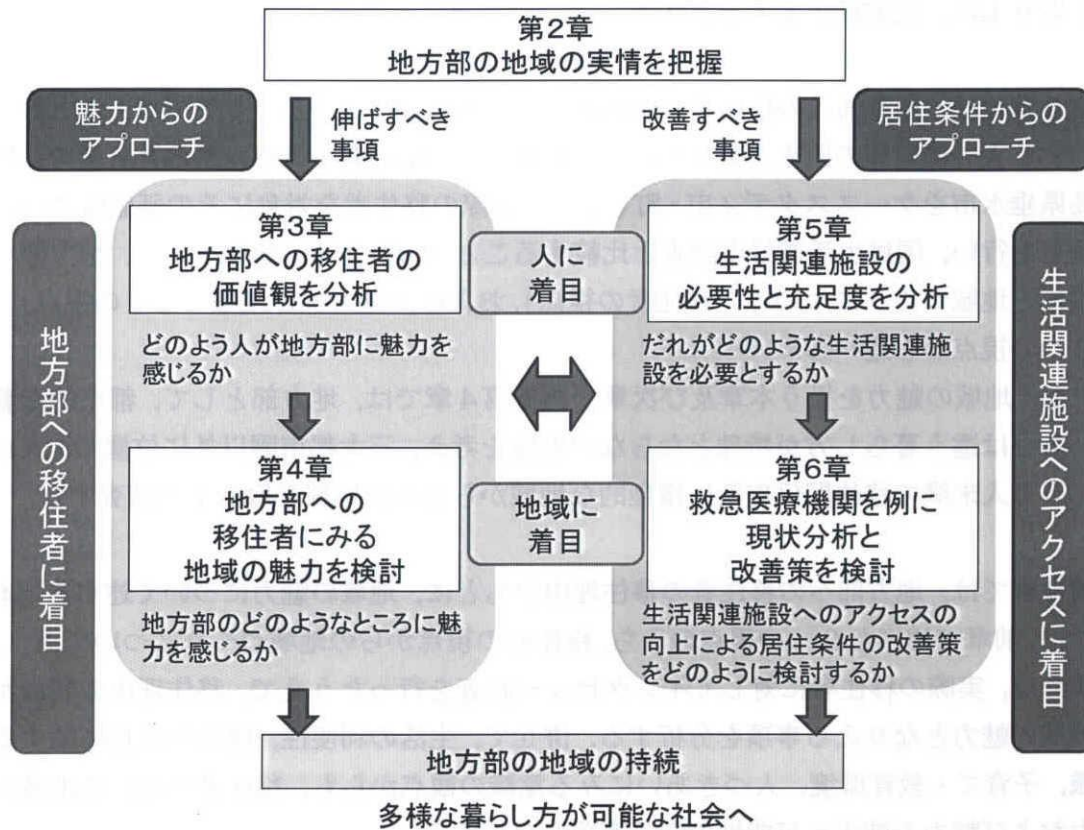 第2章
地方部の地域の実情を把握
魅力からの
アプローチ
伸ばすべき
事項
改善すべき
事項
居住条件からの
アプローチ
地方部への移住者に着目
第3章
地方部への移住者の
価値観を分析
どのよう人が地方部に魅力を
感じるか
第4章
地方部への
移住者にみる
地域の魅力を検討
地方部のどのようなところに魅
力を感じるか
人に
着目
地域に
着目
第5章
生活関連施設の
必要性と充足度を分析
だれがどのような生活関連施
設を必要とするか
第6章
救急医療機関を例に
現状分析と
改善策を検討
生活関連施設へのアクセスの
向上による居住条件の改善策
をどのように検討するか
生活関連施設へのアクセスに着目
地方部の地域の持続
多様な暮らし方が可能な社会へ